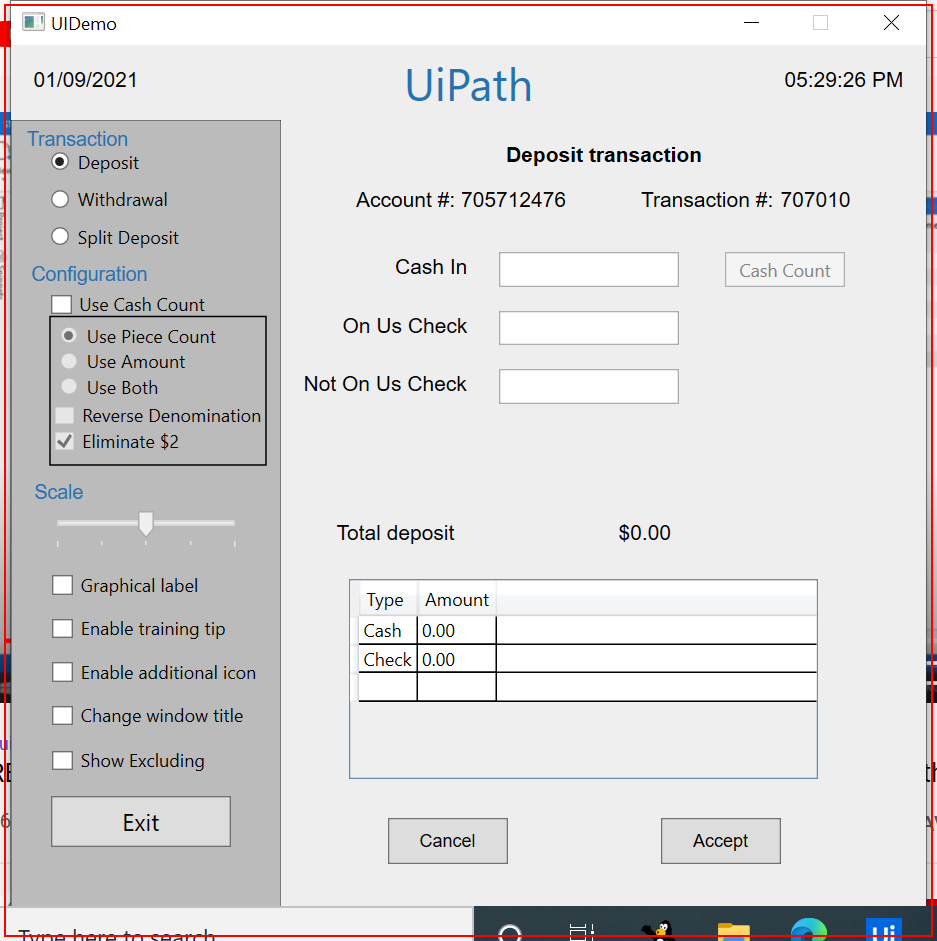 UIDemo
01/09/2021
UiPath
05:29:26 PM
Transaction
Deposit
Withdrawal
Split Deposit
Configuration
Use Cash Count
Use Piece Count
Use Amount
Use Both
Reverse Denomination
Eliminate $2
Scale
Graphical label
Enable training tip
Enable additional icon
Change window title
Show Excluding
Exit
Deposit transaction
Account #: 705712476
Transaction #: 707010
Cash In
Cash Count
On Us Check
Not On Us Check
Total deposit
$0.00
Type Amount
Cash 0.00
Check 0.00
Cancel
Accept
Type here to search
Ui